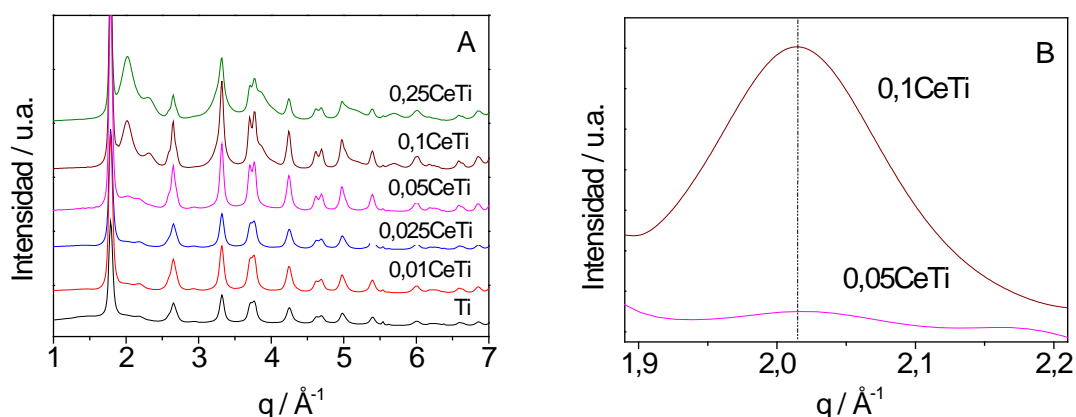 A
Intensidad / u.a.
0,25CeTi
0,1CeTi
0,05CeTi
0,025CeTi
0,01CeTi
Ti
1 2 3 4 5 6 7
q / Å-1
B
Intensidad / u.a.
0,1CeTi
0,05CeTi
1,9 2,0 2,1 2,2
q / Å-1